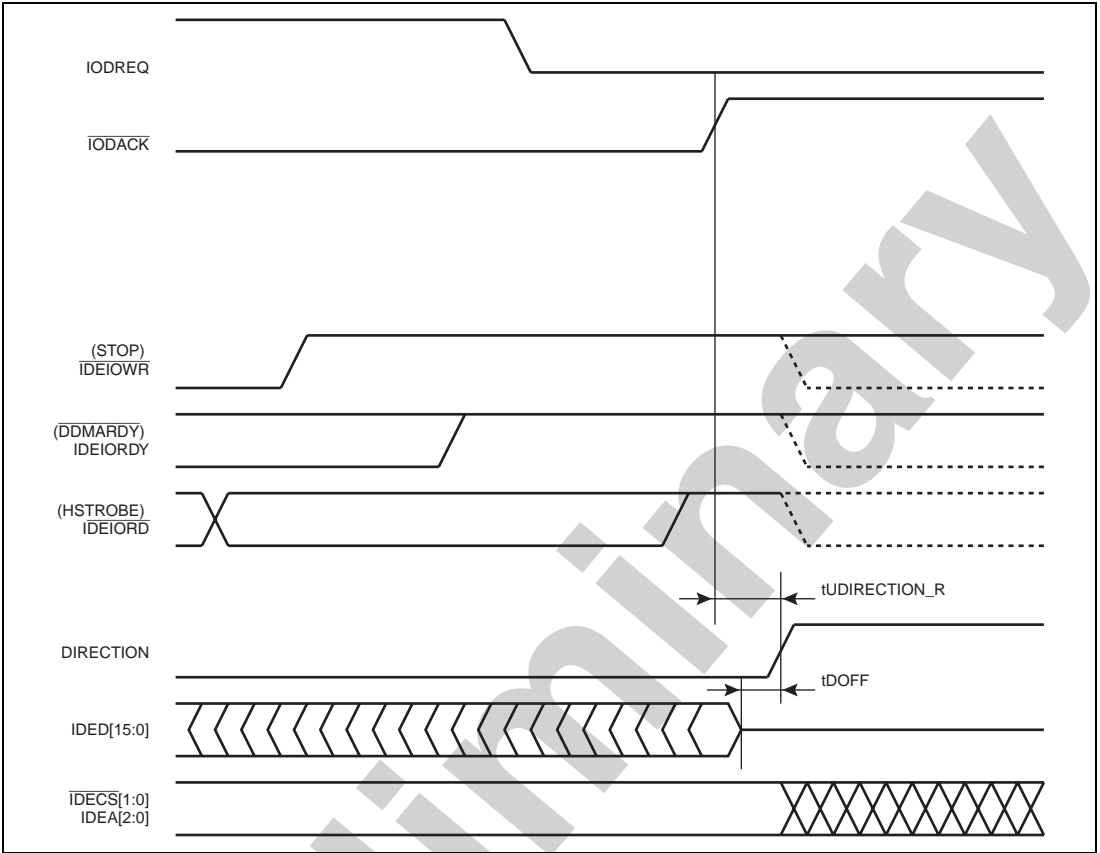 IODREQ
IODACK
(STOP)
IDEIOWR
(DDMARDY)
IDEIORDY
(HSTROBE)
IDEIORD
tUDIRECTION_R
DIRECTION
tDOFF
IDED[15:0]
IDECS[1:0]
IDEA[2:0]